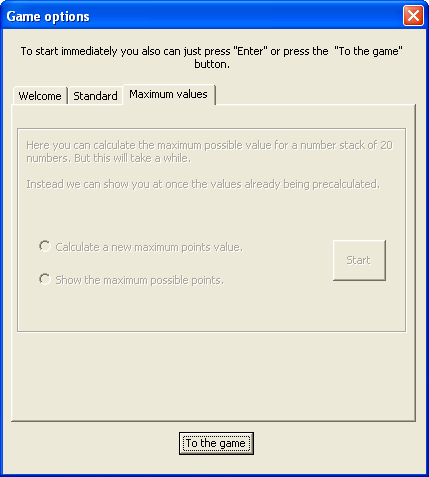 Game options
To start immediately you also can just press "Enter" or press the  "To the game"
button.
Welcome
Standard
Maximum values
Here you can calculate the maximum possible value for a number stack of 20
numbers. But this will take a while.
Instead we can show you at once the values already being precalculated.
Calculate a new maximum points value.
Start
Show the maximum possible points.
To the game